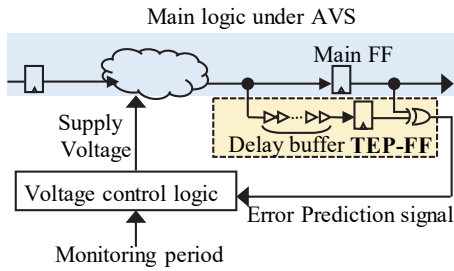 Main logic under AVS
Main FF
Supply
Voltage
Delay buffer TEP-FF
Voltage control logic
Error Prediction signal
Monitoring period